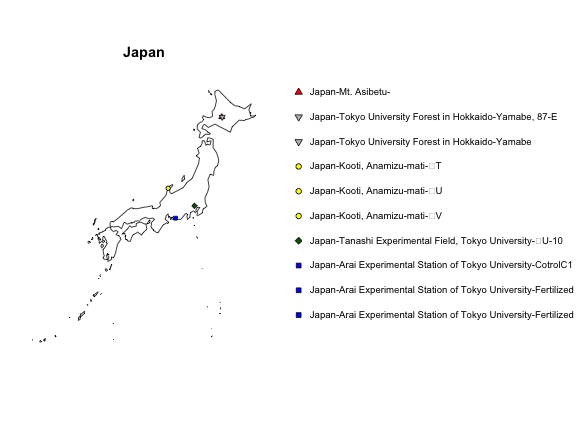 Japan
Japan-Mt. Asibetu-
Japan-Tokyo University Forest in Hokkaido-Yamabe, 87-E
Japan-Tokyo University Forest in Hokkaido-Yamabe
Japan-Kooti, Anamizu-mati-□T
Japan-Kooti, Anamizu-mati-□U
Japan-Kooti, Anamizu-mati-□V
Japan-Tanashi Experimental Field, Tokyo University-□U-10
Japan-Arai Experimental Station of Tokyo University-CotrolC1
Japan-Arai Experimental Station of Tokyo University-Fertilized
Japan-Arai Experimental Station of Tokyo University-Fertilized